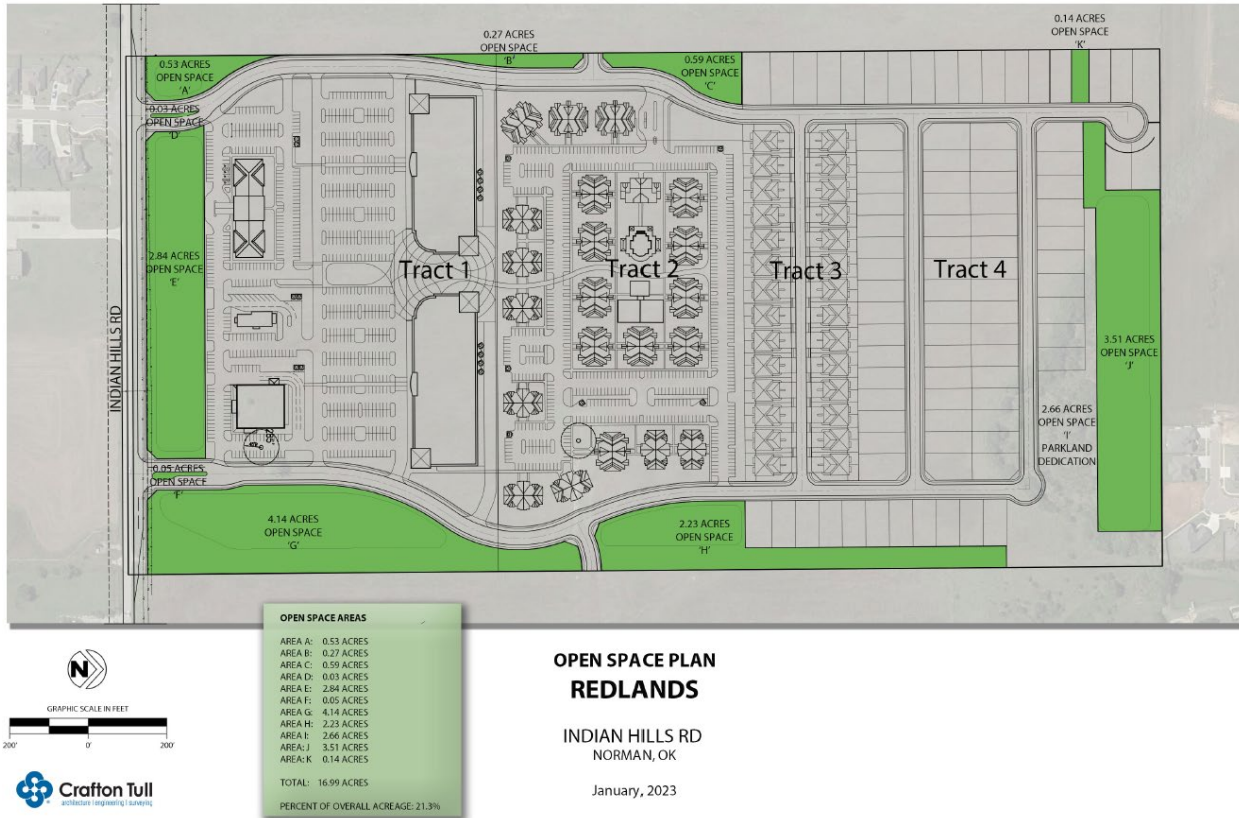 0.14 ACRES
OPEN SPACE
'K'
0.27 ACRES
OPEN SPACE
'B'
0.53 ACRES
OPEN SPACE
'A'
0.59 ACRES
OPEN SPACE
'C'
0.03 ACRES
OPEN SPACE
'D'
2.84 ACRES
OPEN SPACE
'E'
Tract 1
Tract 2
Tract 3
Tract 4
INDIAN HILLS RD
3.51 ACRES
OPEN SPACE
'J'
2.66 ACRES
OPEN SPACE
'I'
PARKLAND
DEDICATION
0.05 ACRES
OPEN SPACE
'F'
4.14 ACRES
OPEN SPACE
'G'
2.23 ACRES
OPEN SPACE
'H'
OPEN SPACE AREAS
AREA A: 0.53 ACRES
AREA B: 0.27 ACRES
AREA C: 0.59 ACRES
AREA D: 0.03 ACRES
AREA E: 2.84 ACRES
AREA F: 0.05 ACRES
AREA G: 4.14 ACRES
AREA H: 2.23 ACRES
AREA I: 2.66 ACRES
AREA: J 3.51 ACRES
AREA: K 0.14 ACRES
TOTAL: 16.99 ACRES
PERCENT OF OVERALL ACREAGE: 21.3%
N
GRAPHIC SCALE IN FEET
200' 0' 200'
Crafton Tull
architecture | engineering | surveying
OPEN SPACE PLAN
REDLANDS
INDIAN HILLS RD
NORMAN, OK
January, 2023